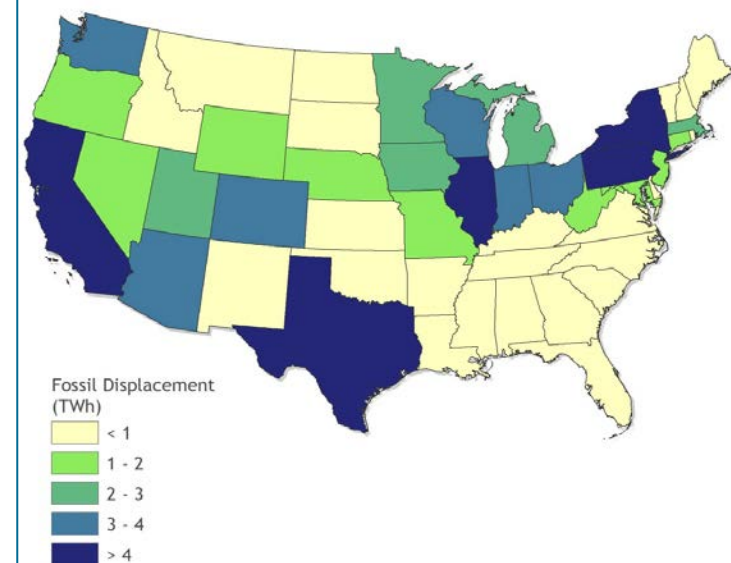 Fossil Displacement
(TWh)
< 1
1 - 2
2 - 3
3 - 4
> 4